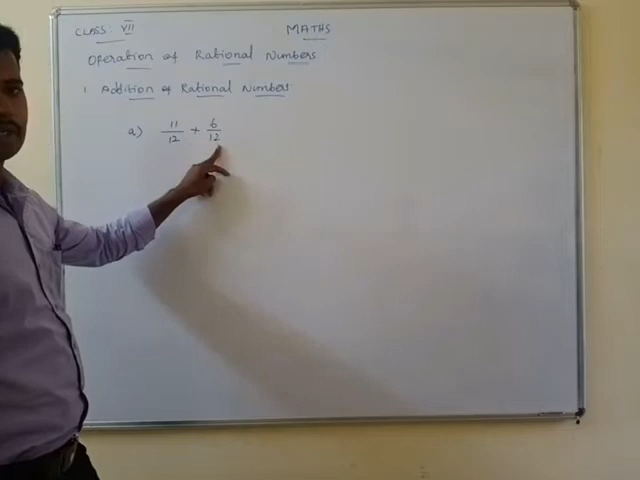 CLASS: VII MATHS
Operation of Rational Numbers
1 Addition of Rational Numbers
a) 11/12 + 6/12